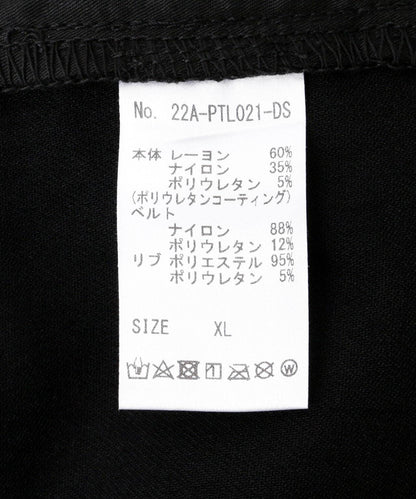 No. 22A-PTL021-DS
本体 レーヨン 60%
ナイロン 35%
ポリウレタン 5%
(ポリウレタンコーティング)
ベルト
ナイロン 88%
ポリウレタン 12%
リブ ポリエステル 95%
ポリウレタン 5%
SIZE XL